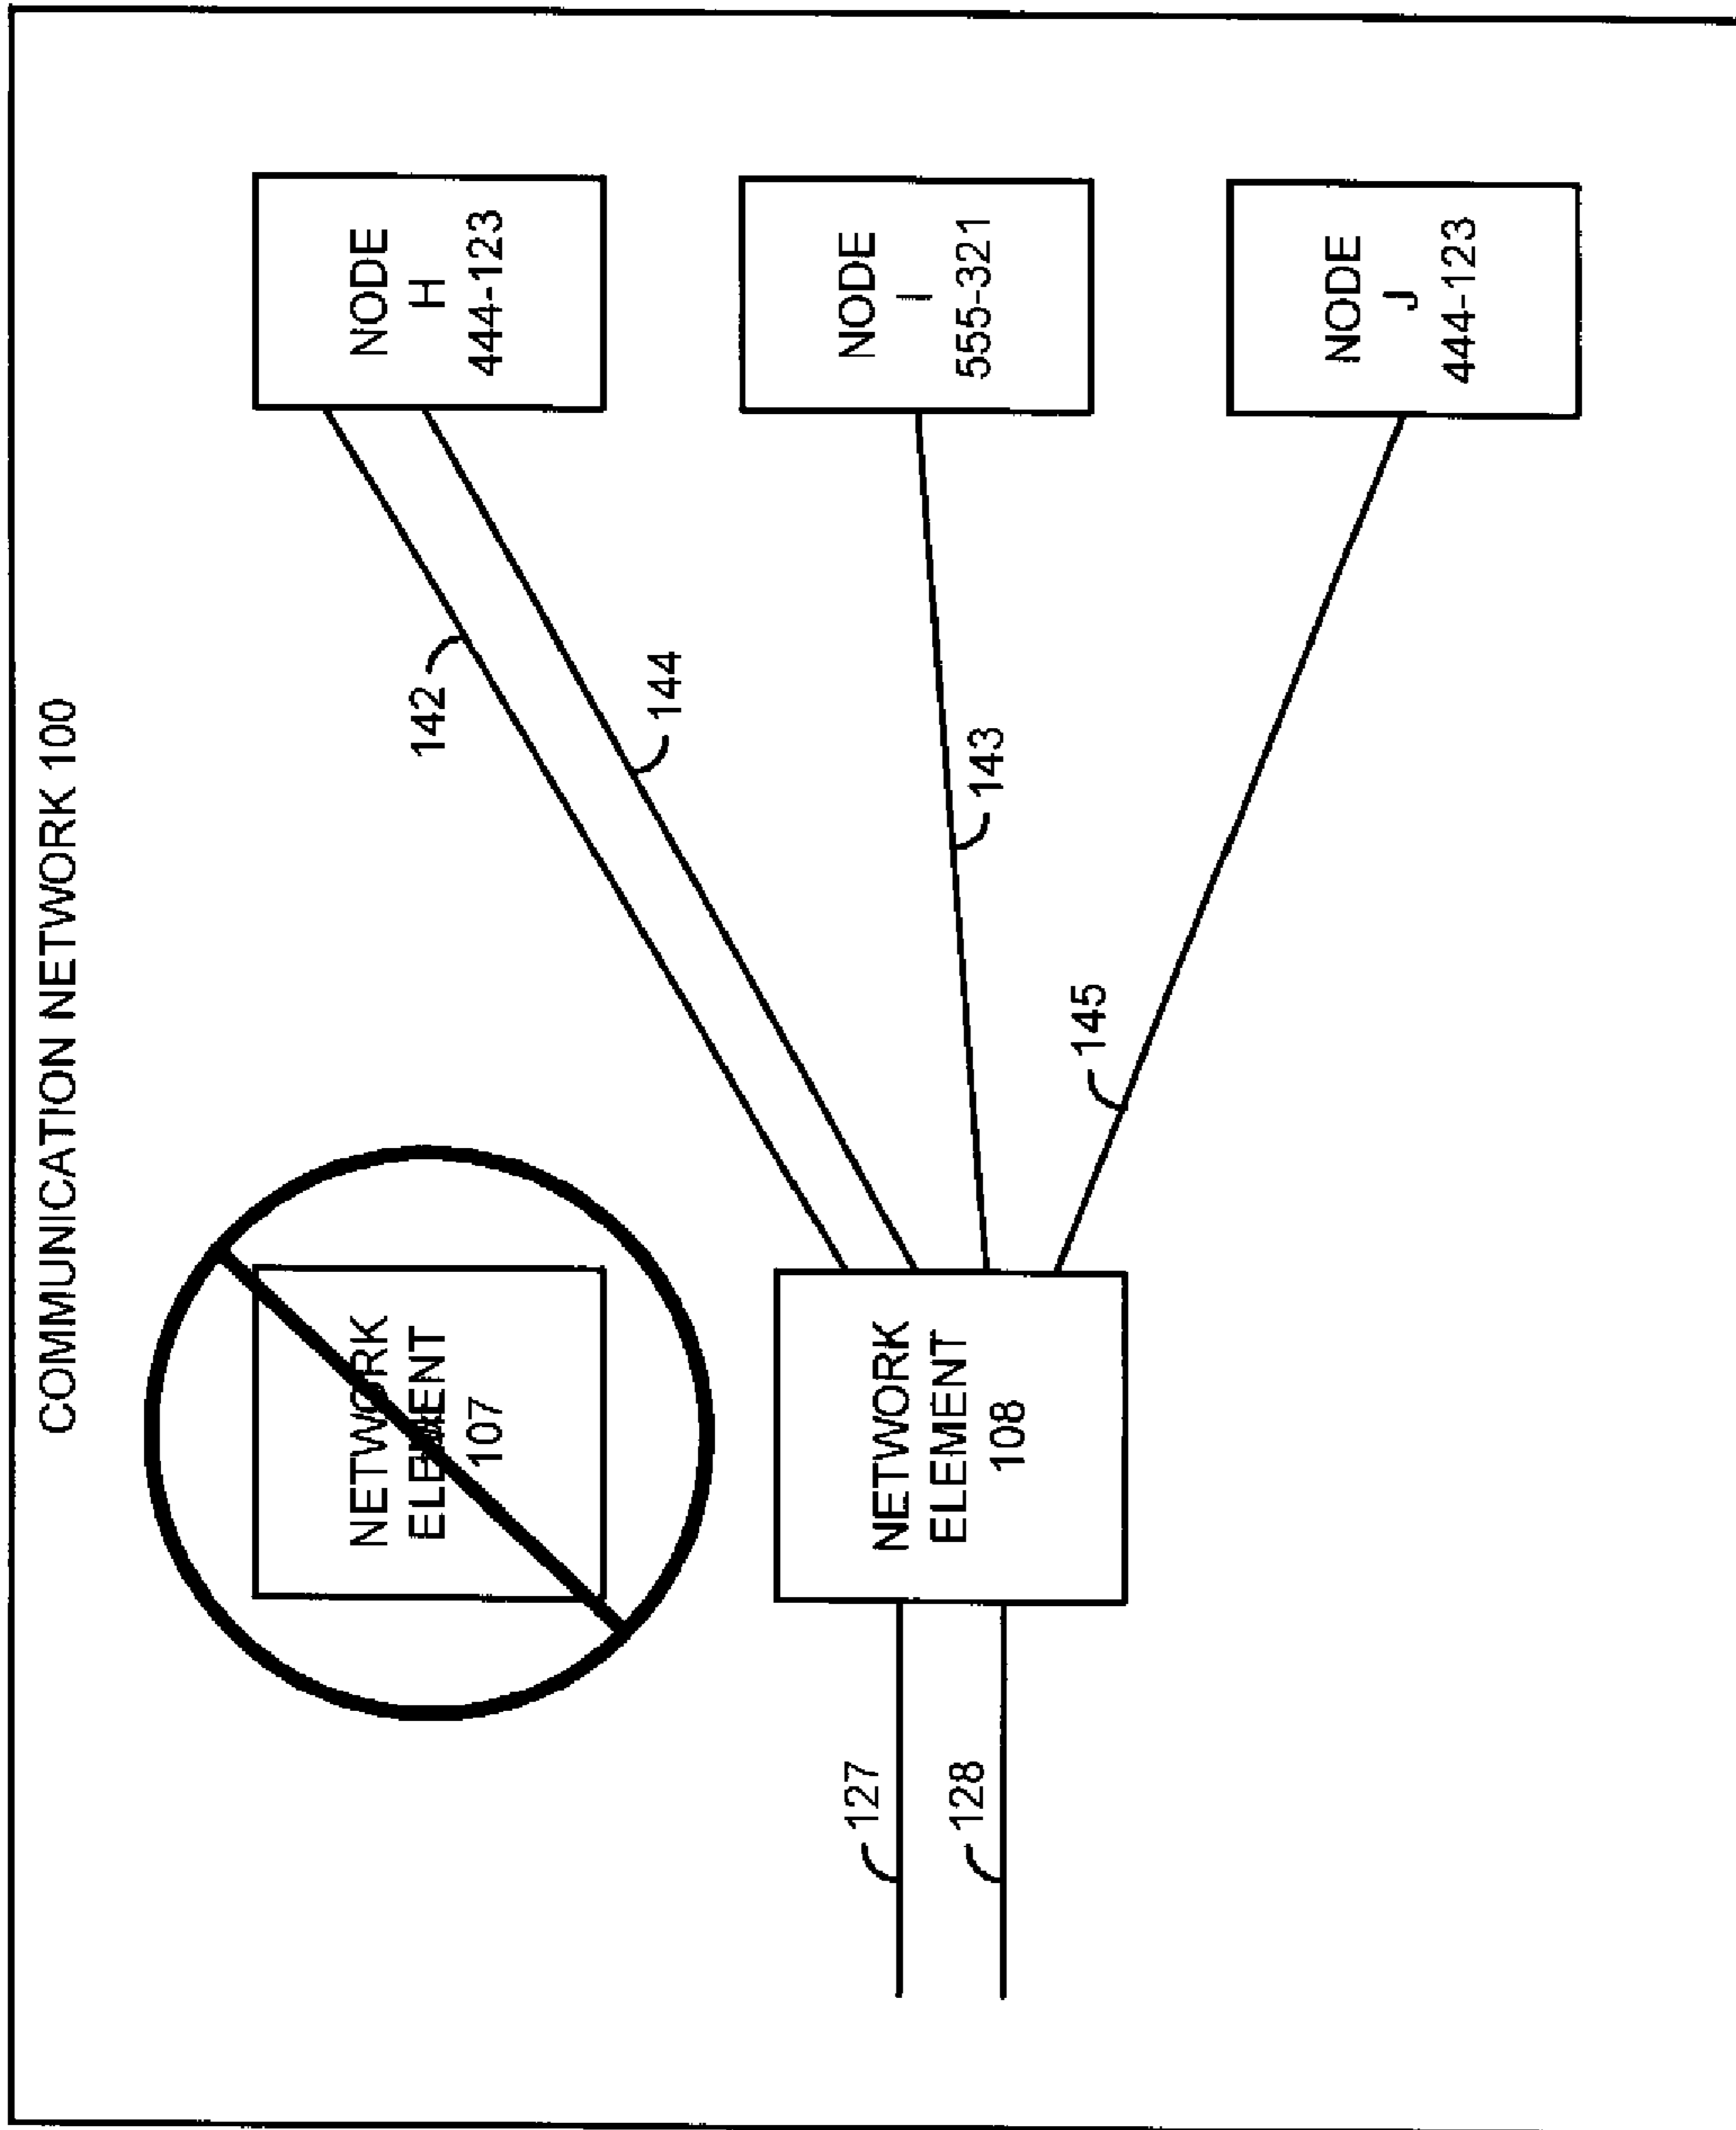 COMMUNICATION NETWORK 100
NETWORK
ELEMENT
107
NODE
H
444-123
142
144
NETWORK
ELEMENT
108
127
128
143
NODE
I
555-321
145
NODE
J
444-123